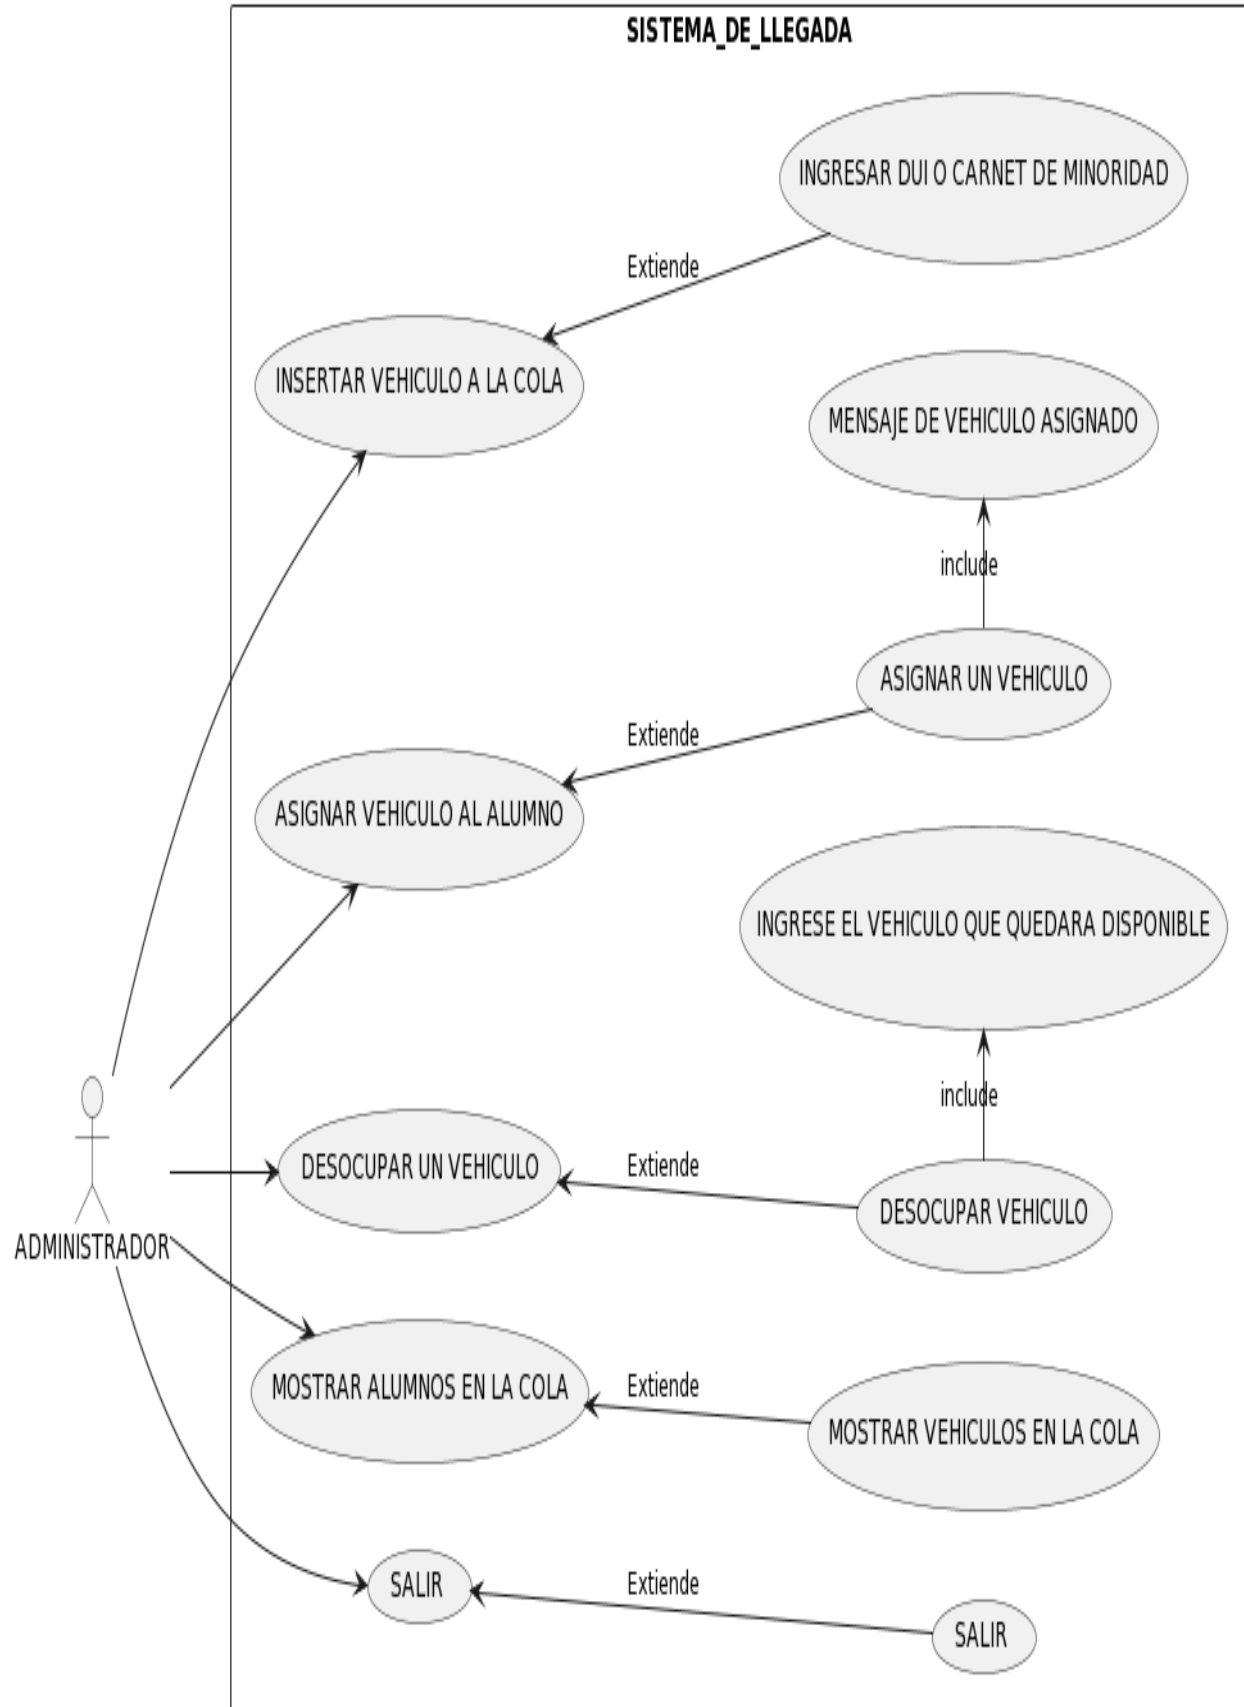 SISTEMA_DE_LLEGADA
INGRESAR DUI O CARNET DE MINORIDAD
Extiende
INSERTAR VEHICULO A LA COLA
MENSAJE DE VEHICULO ASIGNADO
include
ASIGNAR UN VEHICULO
Extiende
ASIGNAR VEHICULO AL ALUMNO
INGRESE EL VEHICULO QUE QUEDARA DISPONIBLE
include
DESOCUPAR UN VEHICULO
Extiende
DESOCUPAR VEHICULO
ADMINISTRADOR
MOSTRAR ALUMNOS EN LA COLA
Extiende
MOSTRAR VEHICULOS EN LA COLA
SALIR
Extiende
SALIR